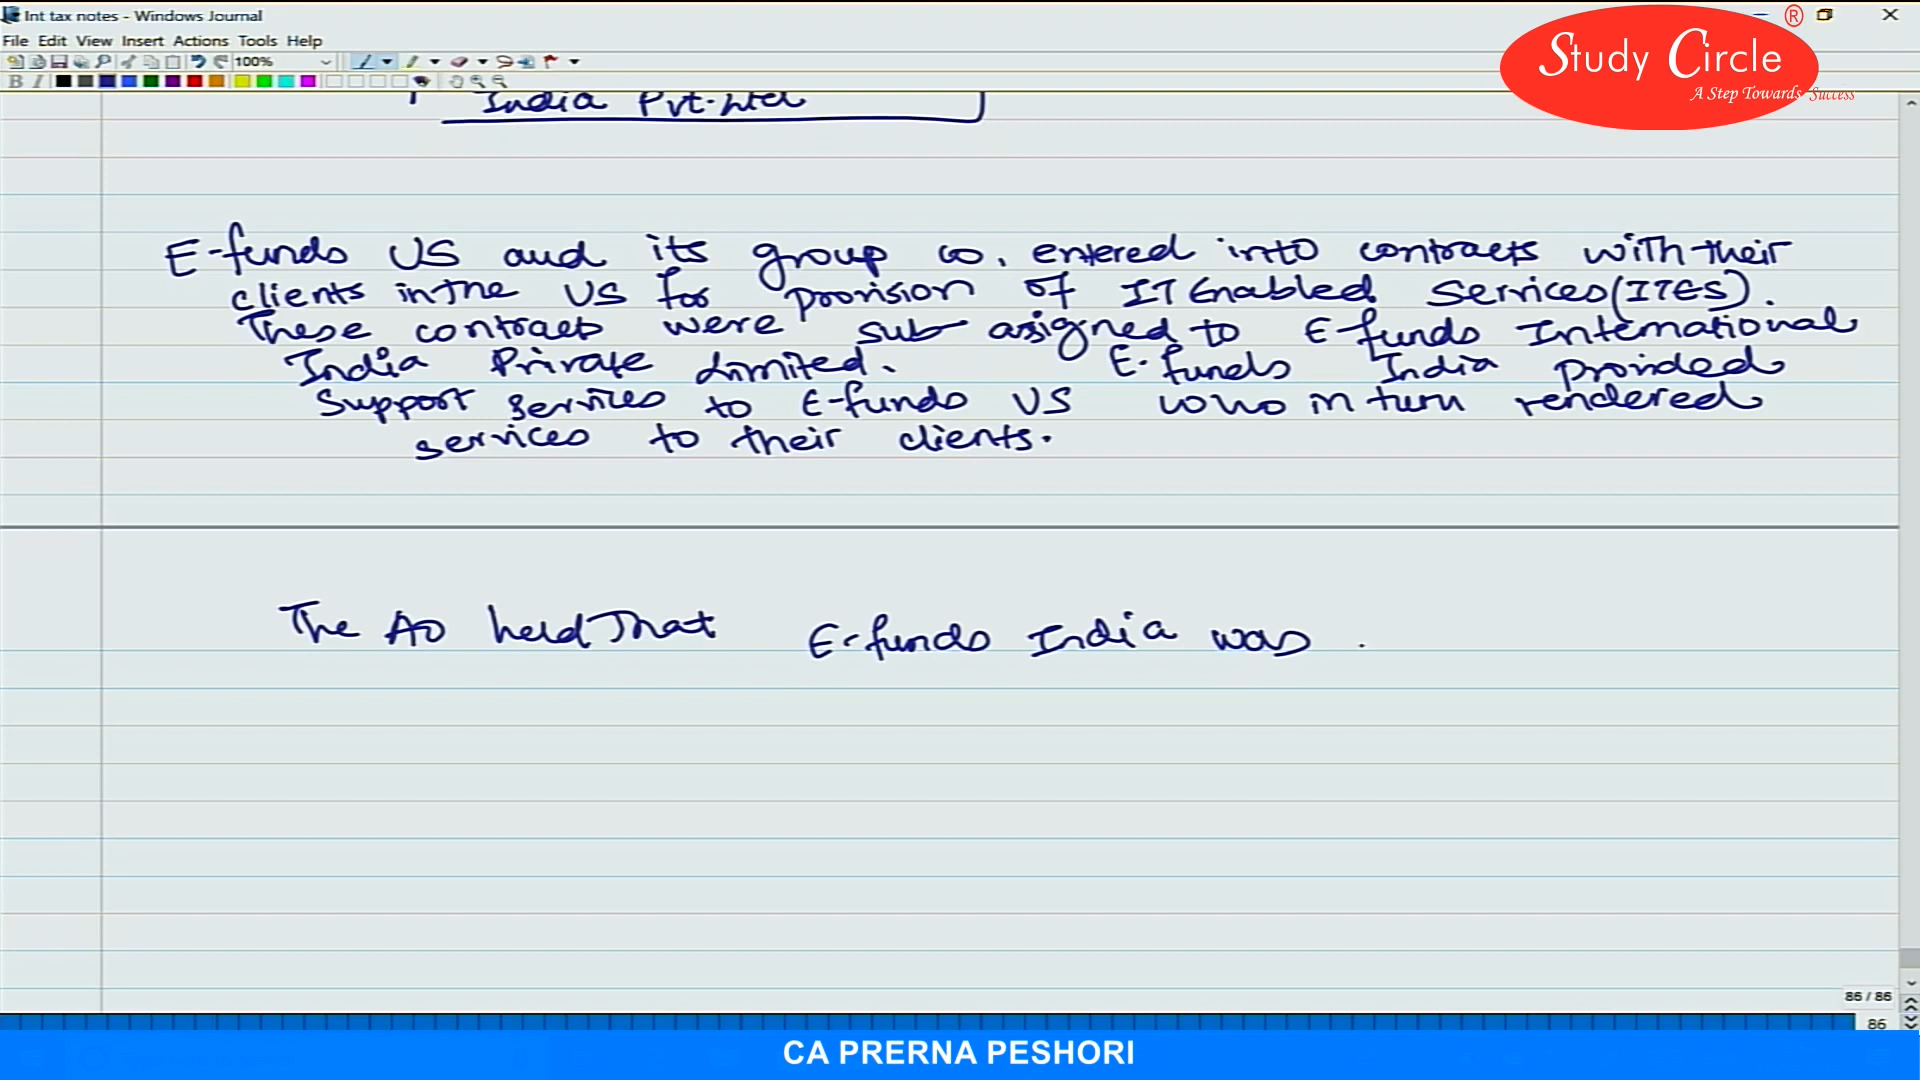 Int tax notes - Windows Journal
File Edit View Insert Actions Tools Help
100%
B I
Study Circle ®
A Step Towards Success
India Pvt. Ltd
E-funds US and its group co. entered into contracts with their
clients in the US for provision of IT Enabled Services (ITES).
These contracts were sub assigned to E-funds International
India Private Limited. E-funds India provided
support services to E-funds US who in turn rendered
services to their clients.
The AO held that E-funds India was .
86 / 86
86
CA PRERNA PESHORI